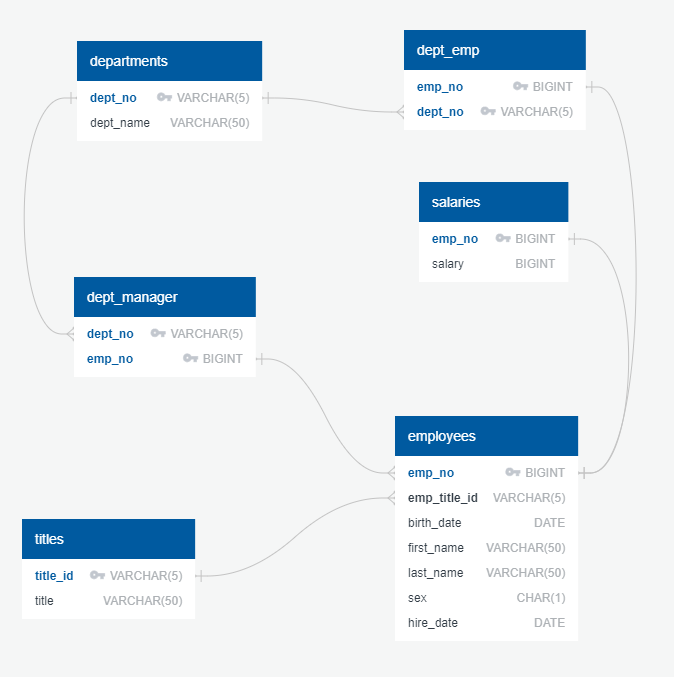 departments
dept_no VARCHAR(5)
dept_name VARCHAR(50)
dept_emp
emp_no BIGINT
dept_no VARCHAR(5)
salaries
emp_no BIGINT
salary BIGINT
dept_manager
dept_no VARCHAR(5)
emp_no BIGINT
employees
emp_no BIGINT
emp_title_id VARCHAR(5)
birth_date DATE
first_name VARCHAR(50)
last_name VARCHAR(50)
sex CHAR(1)
hire_date DATE
titles
title_id VARCHAR(5)
title VARCHAR(50)